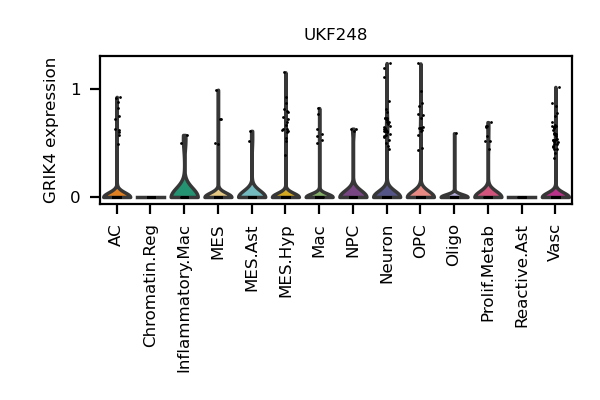 UKF248
GRIK4 expression
1
0
AC
Chromatin.Reg
Inflammatory.Mac
MES
MES.Ast
MES.Hyp
Mac
NPC
Neuron
OPC
Oligo
Prolif.Metab
Reactive.Ast
Vasc